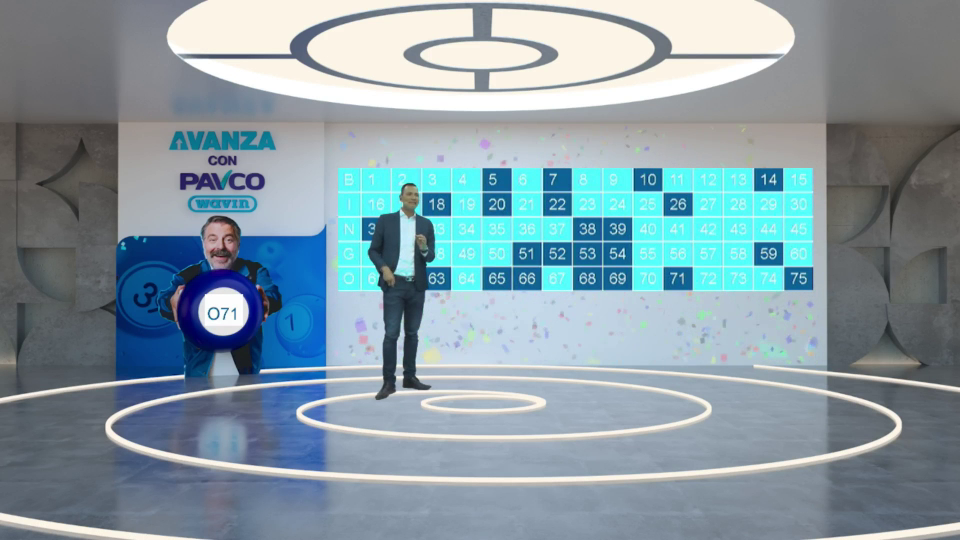 AVANZA
CON
PAVCO
wavin
O71
3
1
B 1 2 3 4 5 6 7 8 9 10 11 12 13 14 15
I 16 18 19 20 21 22 23 24 25 26 27 28 29 30
N 34 35 36 37 38 39 40 41 42 43 44 45
G 49 50 51 52 53 54 55 56 57 58 59 60
O 63 64 65 66 67 68 69 70 71 72 73 74 75